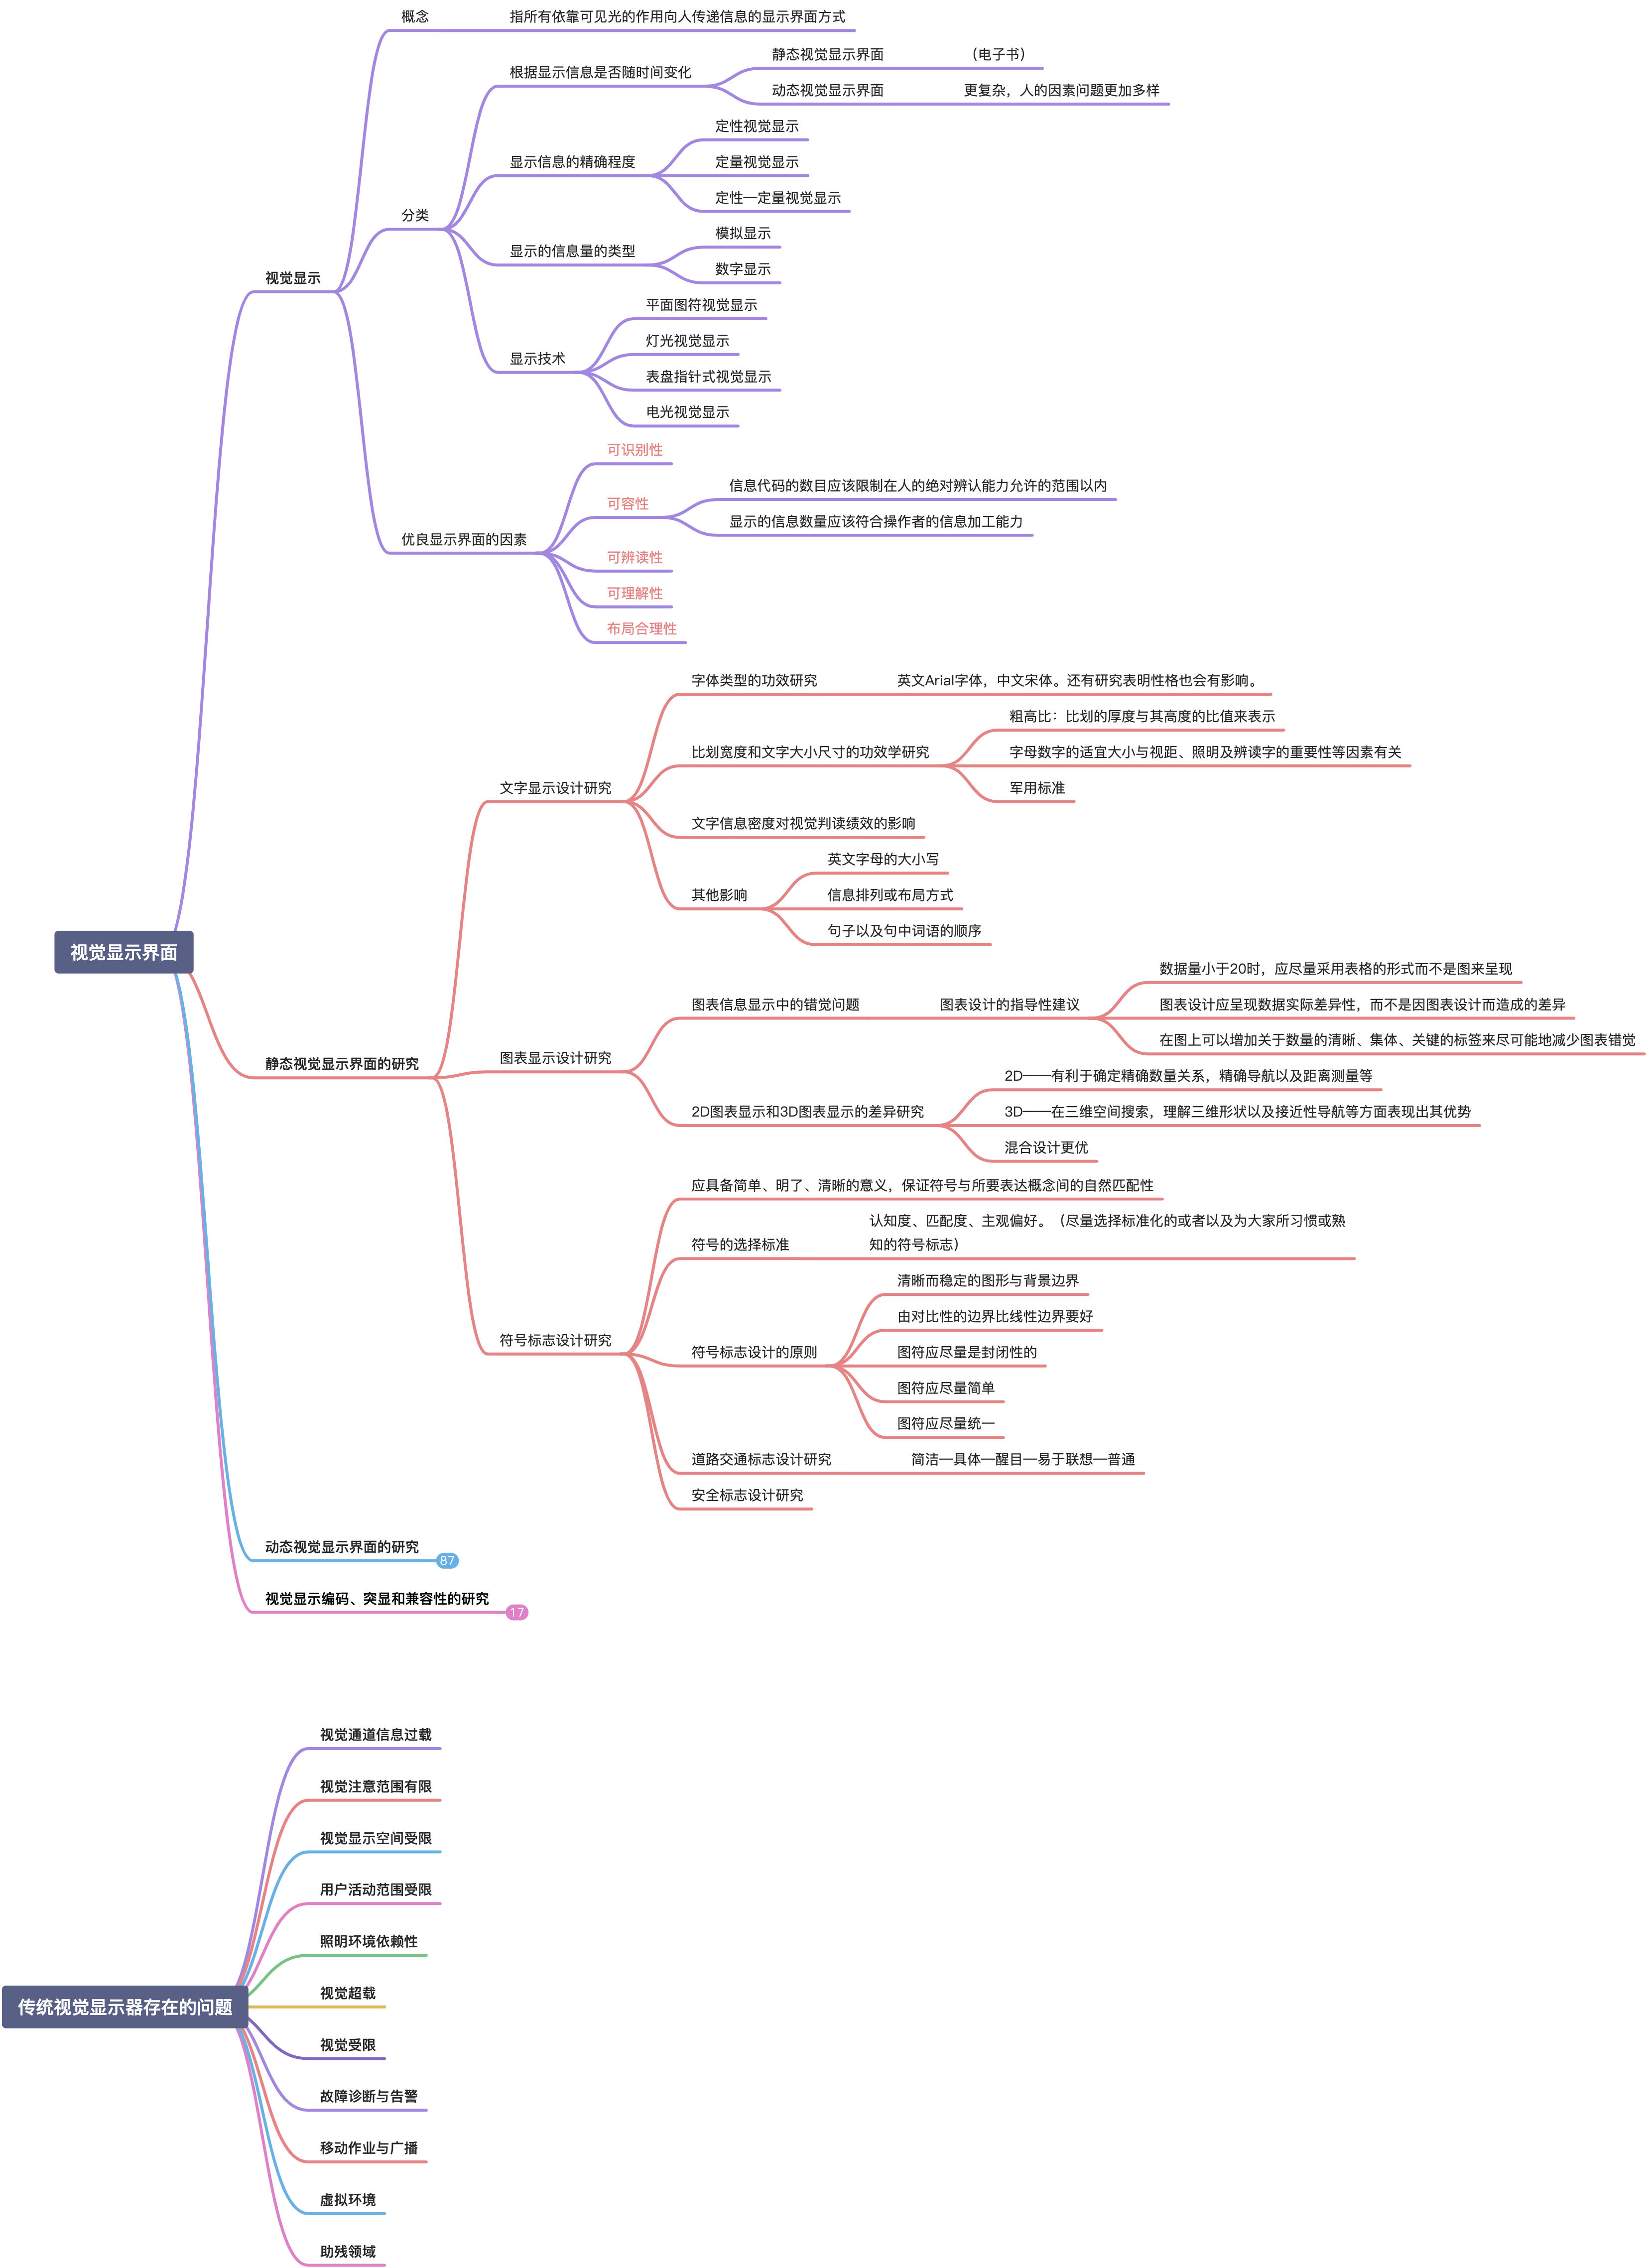 视觉显示界面
视觉显示
概念
指所有依靠可见光的作用向人传递信息的显示界面方式
分类
根据显示信息是否随时间变化
静态视觉显示界面
（电子书）
动态视觉显示界面
更复杂，人的因素问题更加多样
显示信息的精确程度
定性视觉显示
定量视觉显示
定性—定量视觉显示
显示的信息量的类型
模拟显示
数字显示
显示技术
平面图符视觉显示
灯光视觉显示
表盘指针式视觉显示
电光视觉显示
优良显示界面的因素
可识别性
可容性
信息代码的数目应该限制在人的绝对辨认能力允许的范围以内
显示的信息数量应该符合操作者的信息加工能力
可辨读性
可理解性
布局合理性
静态视觉显示界面的研究
文字显示设计研究
字体类型的功效研究
英文Arial字体，中文宋体。还有研究表明性格也会有影响。
比划宽度和文字大小尺寸的功效学研究
粗高比：比划的厚度与其高度的比值来表示
字母数字的适宜大小与视距、照明及辨读字的重要性等因素有关
军用标准
文字信息密度对视觉判读绩效的影响
其他影响
英文字母的大小写
信息排列或布局方式
句子以及句中词语的顺序
图表显示设计研究
图表信息显示中的错觉问题
图表设计的指导性建议
数据量小于20时，应尽量采用表格的形式而不是图来呈现
图表设计应呈现数据实际差异性，而不是因图表设计而造成的差异
在图上可以增加关于数量的清晰、集体、关键的标签来尽可能地减少图表错觉
2D图表显示和3D图表显示的差异研究
2D——有利于确定精确数量关系，精确导航以及距离测量等
3D——在三维空间搜索，理解三维形状以及接近性导航等方面表现出其优势
混合设计更优
符号标志设计研究
应具备简单、明了、清晰的意义，保证符号与所要表达概念间的自然匹配性
符号的选择标准
认知度、匹配度、主观偏好。（尽量选择标准化的或者以及为大家所习惯或熟
知的符号标志）
符号标志设计的原则
清晰而稳定的图形与背景边界
由对比性的边界比线性边界要好
图符应尽量是封闭性的
图符应尽量简单
图符应尽量统一
道路交通标志设计研究
简洁—具体—醒目—易于联想—普通
安全标志设计研究
动态视觉显示界面的研究
87
视觉显示编码、突显和兼容性的研究
17
传统视觉显示器存在的问题
视觉通道信息过载
视觉注意范围有限
视觉显示空间受限
用户活动范围受限
照明环境依赖性
视觉超载
视觉受限
故障诊断与告警
移动作业与广播
虚拟环境
助残领域